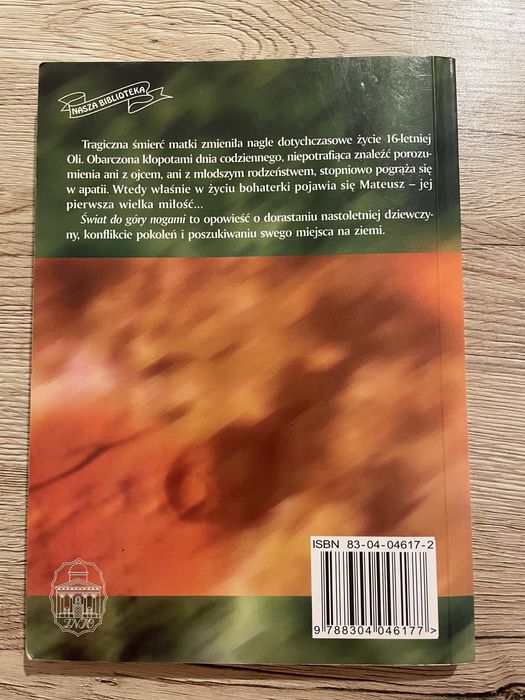 NASZA BIBLIOTEKA
Tragiczna śmierć matki zmieniła nagle dotychczasowe życie 16-letniej
Oli. Obarczona kłopotami dnia codziennego, niepotrafiąca znaleźć porozu-
mienia ani z ojcem, ani z młodszym rodzeństwem, stopniowo pogrąża się
w apatii. Wtedy właśnie w życiu bohaterki pojawia się Mateusz – jej
pierwsza wielka miłość...
Świat do góry nogami to opowieść o dorastaniu nastoletniej dziewczy-
ny, konflikcie pokoleń i poszukiwaniu swego miejsca na ziemi.
ISBN 83-04-04617-2
9 788304 046177>
ZNIO